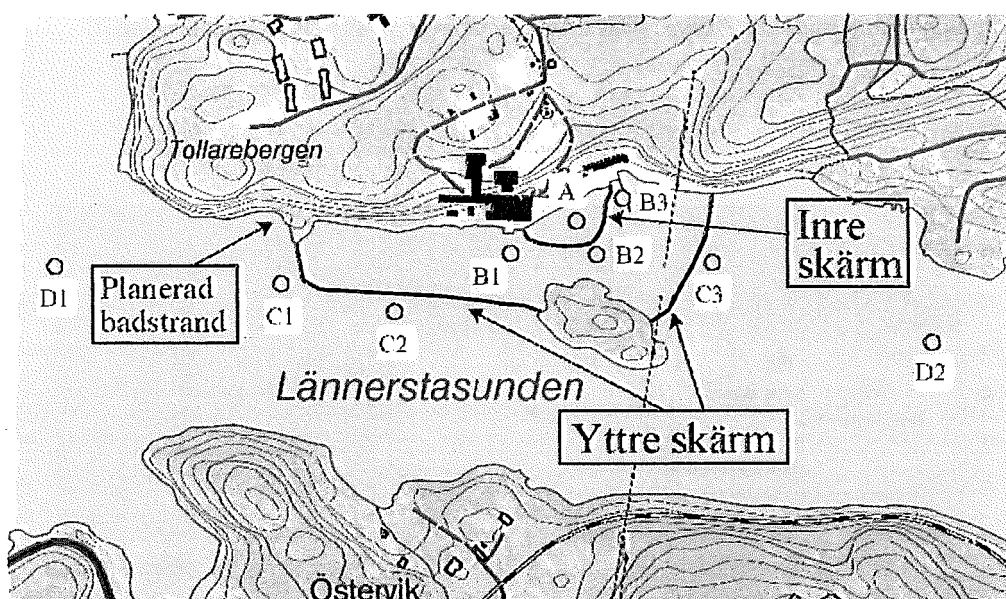 Tollarebergen
A
B3
Inre
skärm
B1
B2
C3
Planerad
badstrand
D1
C1
C2
D2
Lännerstasunden
Yttre skärm
Östervik